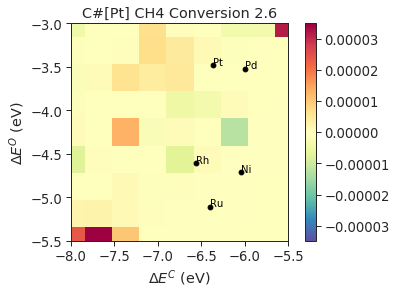 C#[Pt] CH4 Conversion 2.6
−3.0
−3.5
−4.0
−4.5
−5.0
−5.5
ΔE^O (eV)
Pt
Pd
Rh
Ni
Ru
−8.0 −7.5 −7.0 −6.5 −6.0 −5.5
ΔE^C (eV)
0.00003
0.00002
0.00001
0.00000
−0.00001
−0.00002
−0.00003